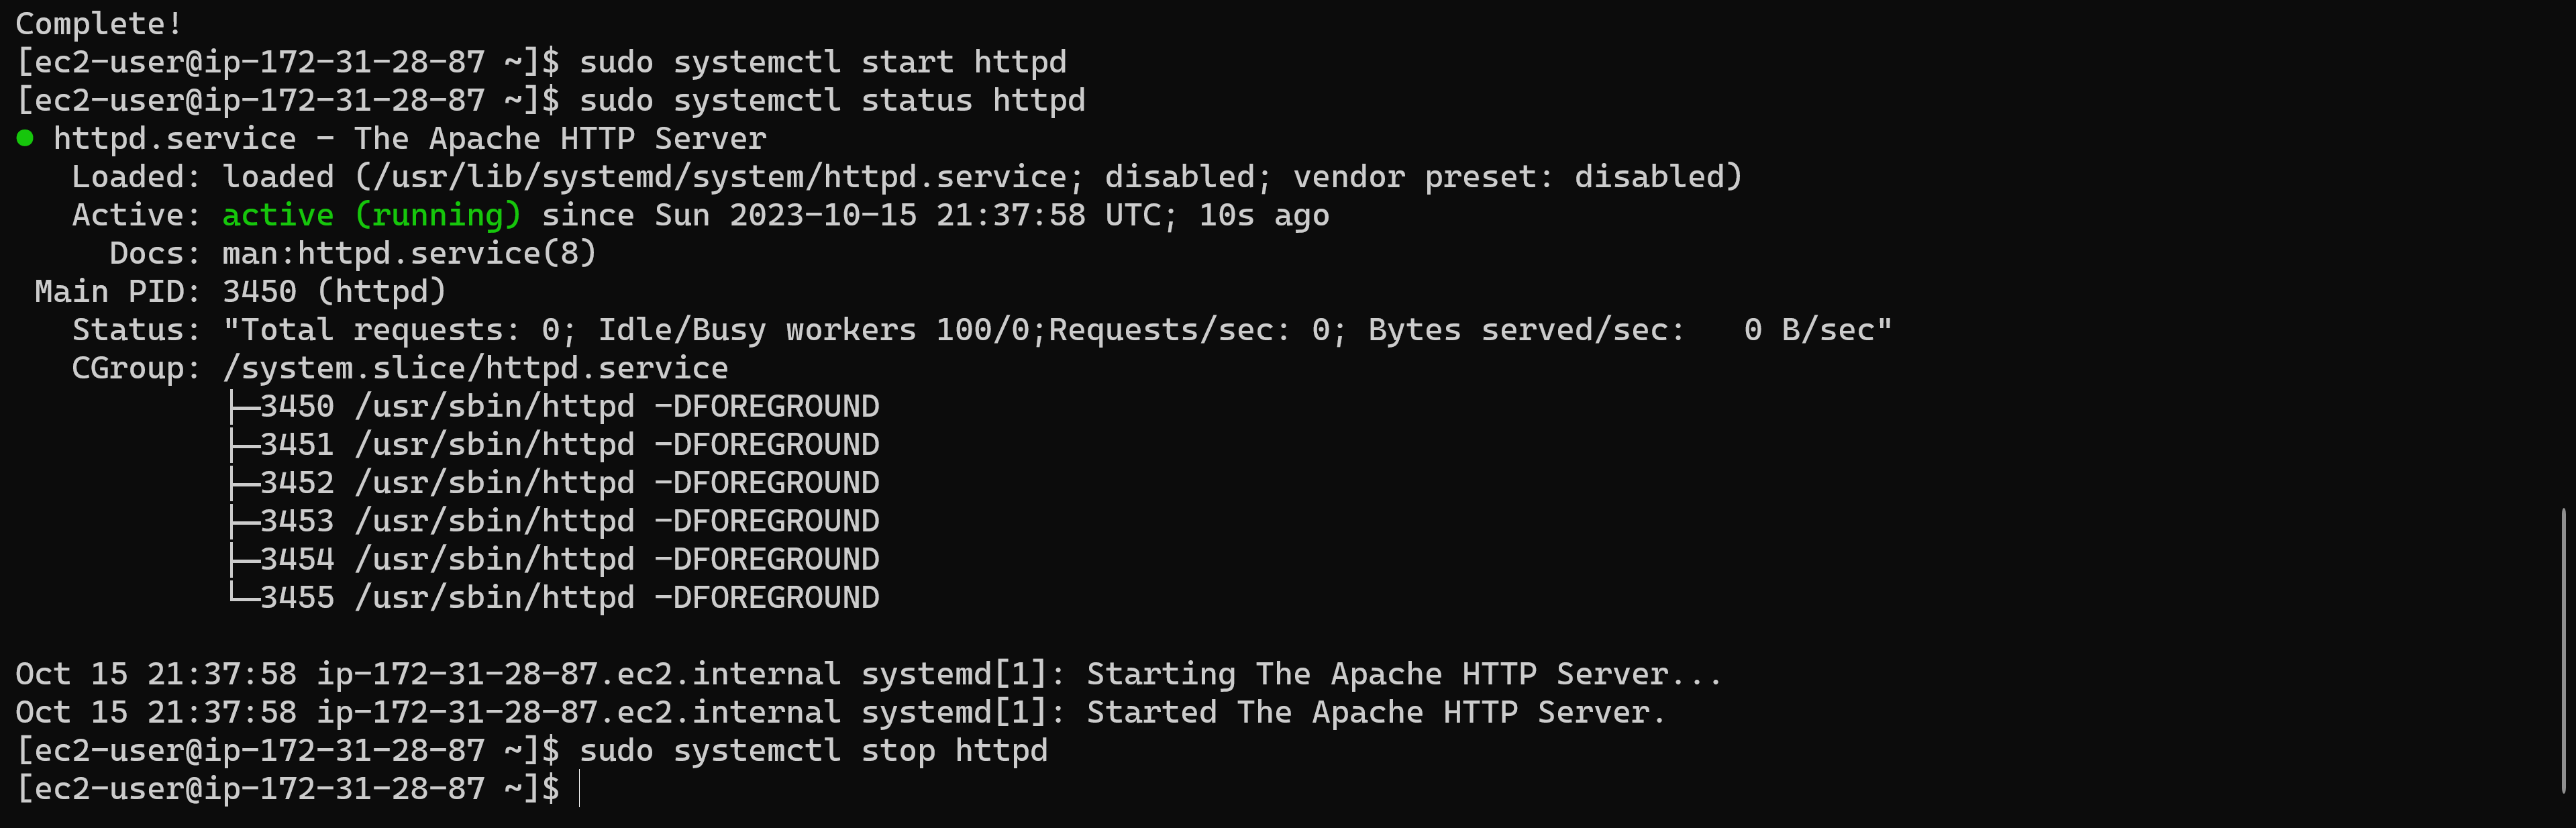 Complete!
[ec2-user@ip-172-31-28-87 ~]$ sudo systemctl start httpd
[ec2-user@ip-172-31-28-87 ~]$ sudo systemctl status httpd
● httpd.service - The Apache HTTP Server
   Loaded: loaded (/usr/lib/systemd/system/httpd.service; disabled; vendor preset: disabled)
   Active: active (running) since Sun 2023-10-15 21:37:58 UTC; 10s ago
     Docs: man:httpd.service(8)
 Main PID: 3450 (httpd)
   Status: "Total requests: 0; Idle/Busy workers 100/0;Requests/sec: 0; Bytes served/sec:   0 B/sec"
   CGroup: /system.slice/httpd.service
           ├─3450 /usr/sbin/httpd -DFOREGROUND
           ├─3451 /usr/sbin/httpd -DFOREGROUND
           ├─3452 /usr/sbin/httpd -DFOREGROUND
           ├─3453 /usr/sbin/httpd -DFOREGROUND
           ├─3454 /usr/sbin/httpd -DFOREGROUND
           └─3455 /usr/sbin/httpd -DFOREGROUND

Oct 15 21:37:58 ip-172-31-28-87.ec2.internal systemd[1]: Starting The Apache HTTP Server...
Oct 15 21:37:58 ip-172-31-28-87.ec2.internal systemd[1]: Started The Apache HTTP Server.
[ec2-user@ip-172-31-28-87 ~]$ sudo systemctl stop httpd
[ec2-user@ip-172-31-28-87 ~]$